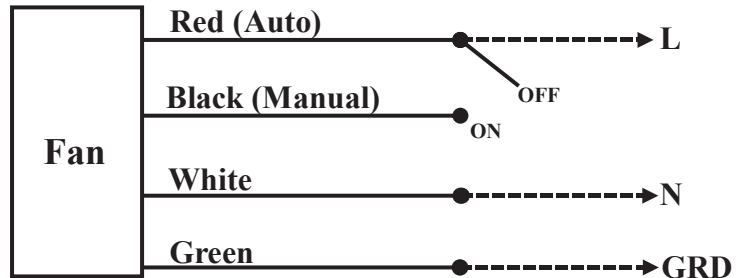 Red (Auto)
L
OFF
Black (Manual)
ON
Fan
White
N
Green
GRD